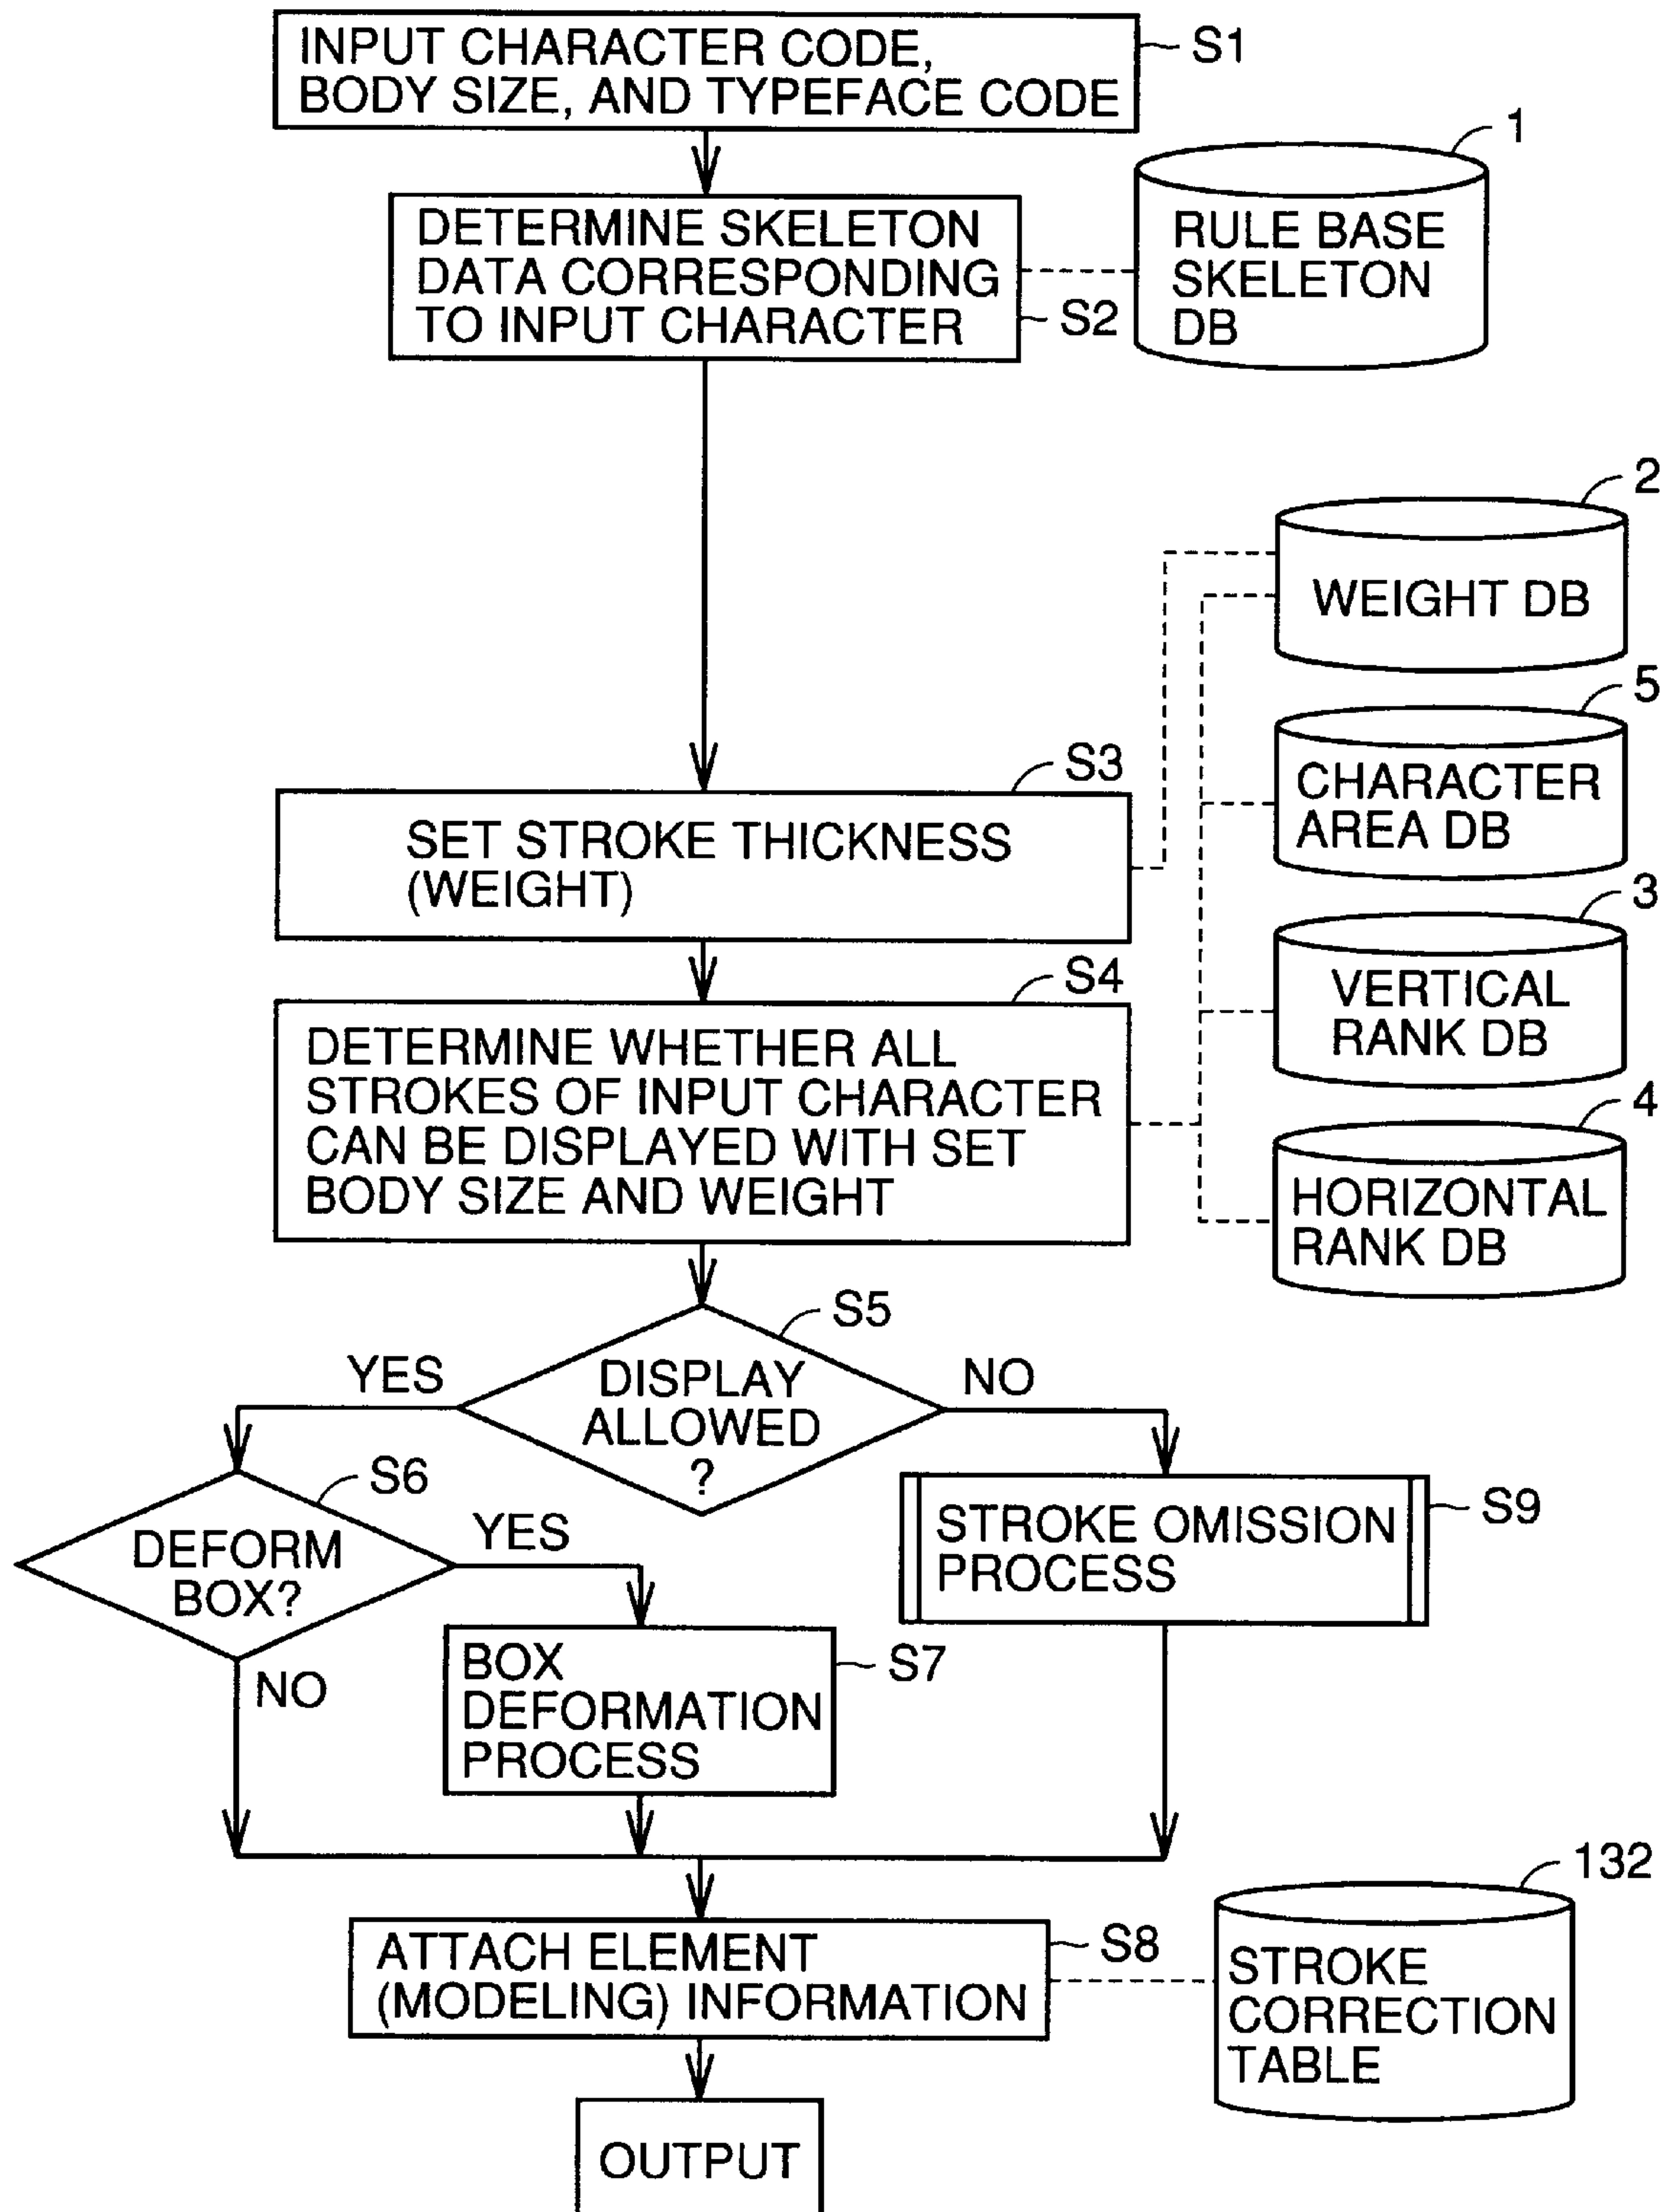 INPUT CHARACTER CODE,
BODY SIZE, AND TYPEFACE CODE
S1
1
DETERMINE SKELETON
DATA CORRESPONDING
TO INPUT CHARACTER
S2
RULE BASE
SKELETON
DB
2
WEIGHT DB
5
CHARACTER
AREA DB
S3
SET STROKE THICKNESS
(WEIGHT)
3
VERTICAL
RANK DB
S4
DETERMINE WHETHER ALL
STROKES OF INPUT CHARACTER
CAN BE DISPLAYED WITH SET
BODY SIZE AND WEIGHT
4
HORIZONTAL
RANK DB
S5
DISPLAY
ALLOWED
?
YES
NO
S6
DEFORM
BOX?
YES
NO
STROKE OMISSION
PROCESS
S9
BOX
DEFORMATION
PROCESS
S7
132
ATTACH ELEMENT
(MODELING) INFORMATION
S8
STROKE
CORRECTION
TABLE
OUTPUT